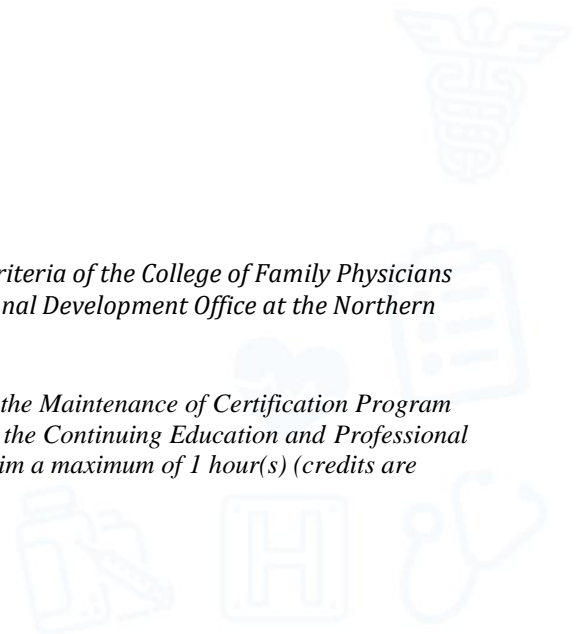 riteria of the College of Family Physicians
nal Development Office at the Northern
the Maintenance of Certification Program
the Continuing Education and Professional
im a maximum of 1 hour(s) (credits are
H